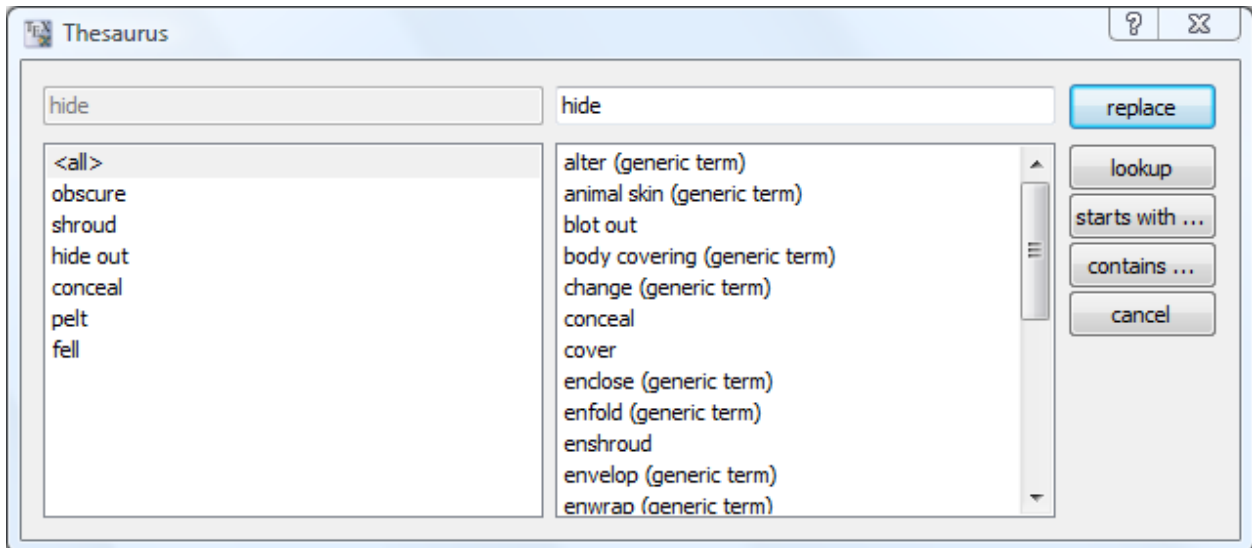 Thesaurus
hide
hide
replace
<all>
obscure
shroud
hide out
conceal
pelt
fell
alter (generic term)
animal skin (generic term)
blot out
body covering (generic term)
change (generic term)
conceal
cover
enclose (generic term)
enfold (generic term)
enshroud
envelop (generic term)
enwrap (generic term)
lookup
starts with ...
contains ...
cancel